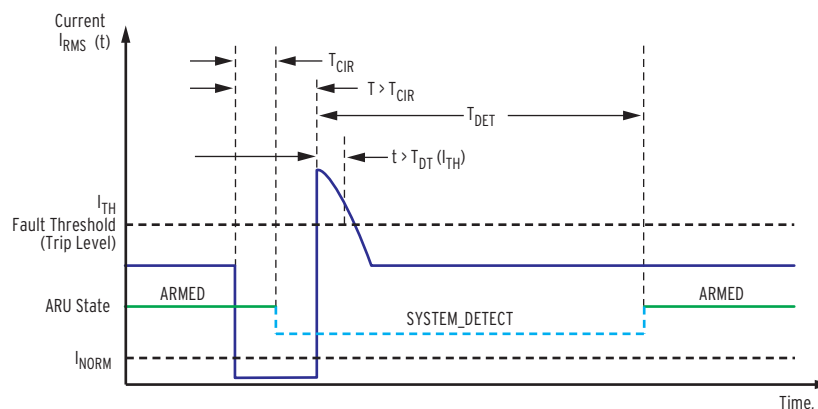 Current
I_RMS (t)
T_CIR
T > T_CIR
T_DET
t > T_DT (I_TH)
I_TH
Fault Threshold
(Trip Level)
ARMED
ARMED
ARU State
SYSTEM_DETECT
I_NORM
Time.